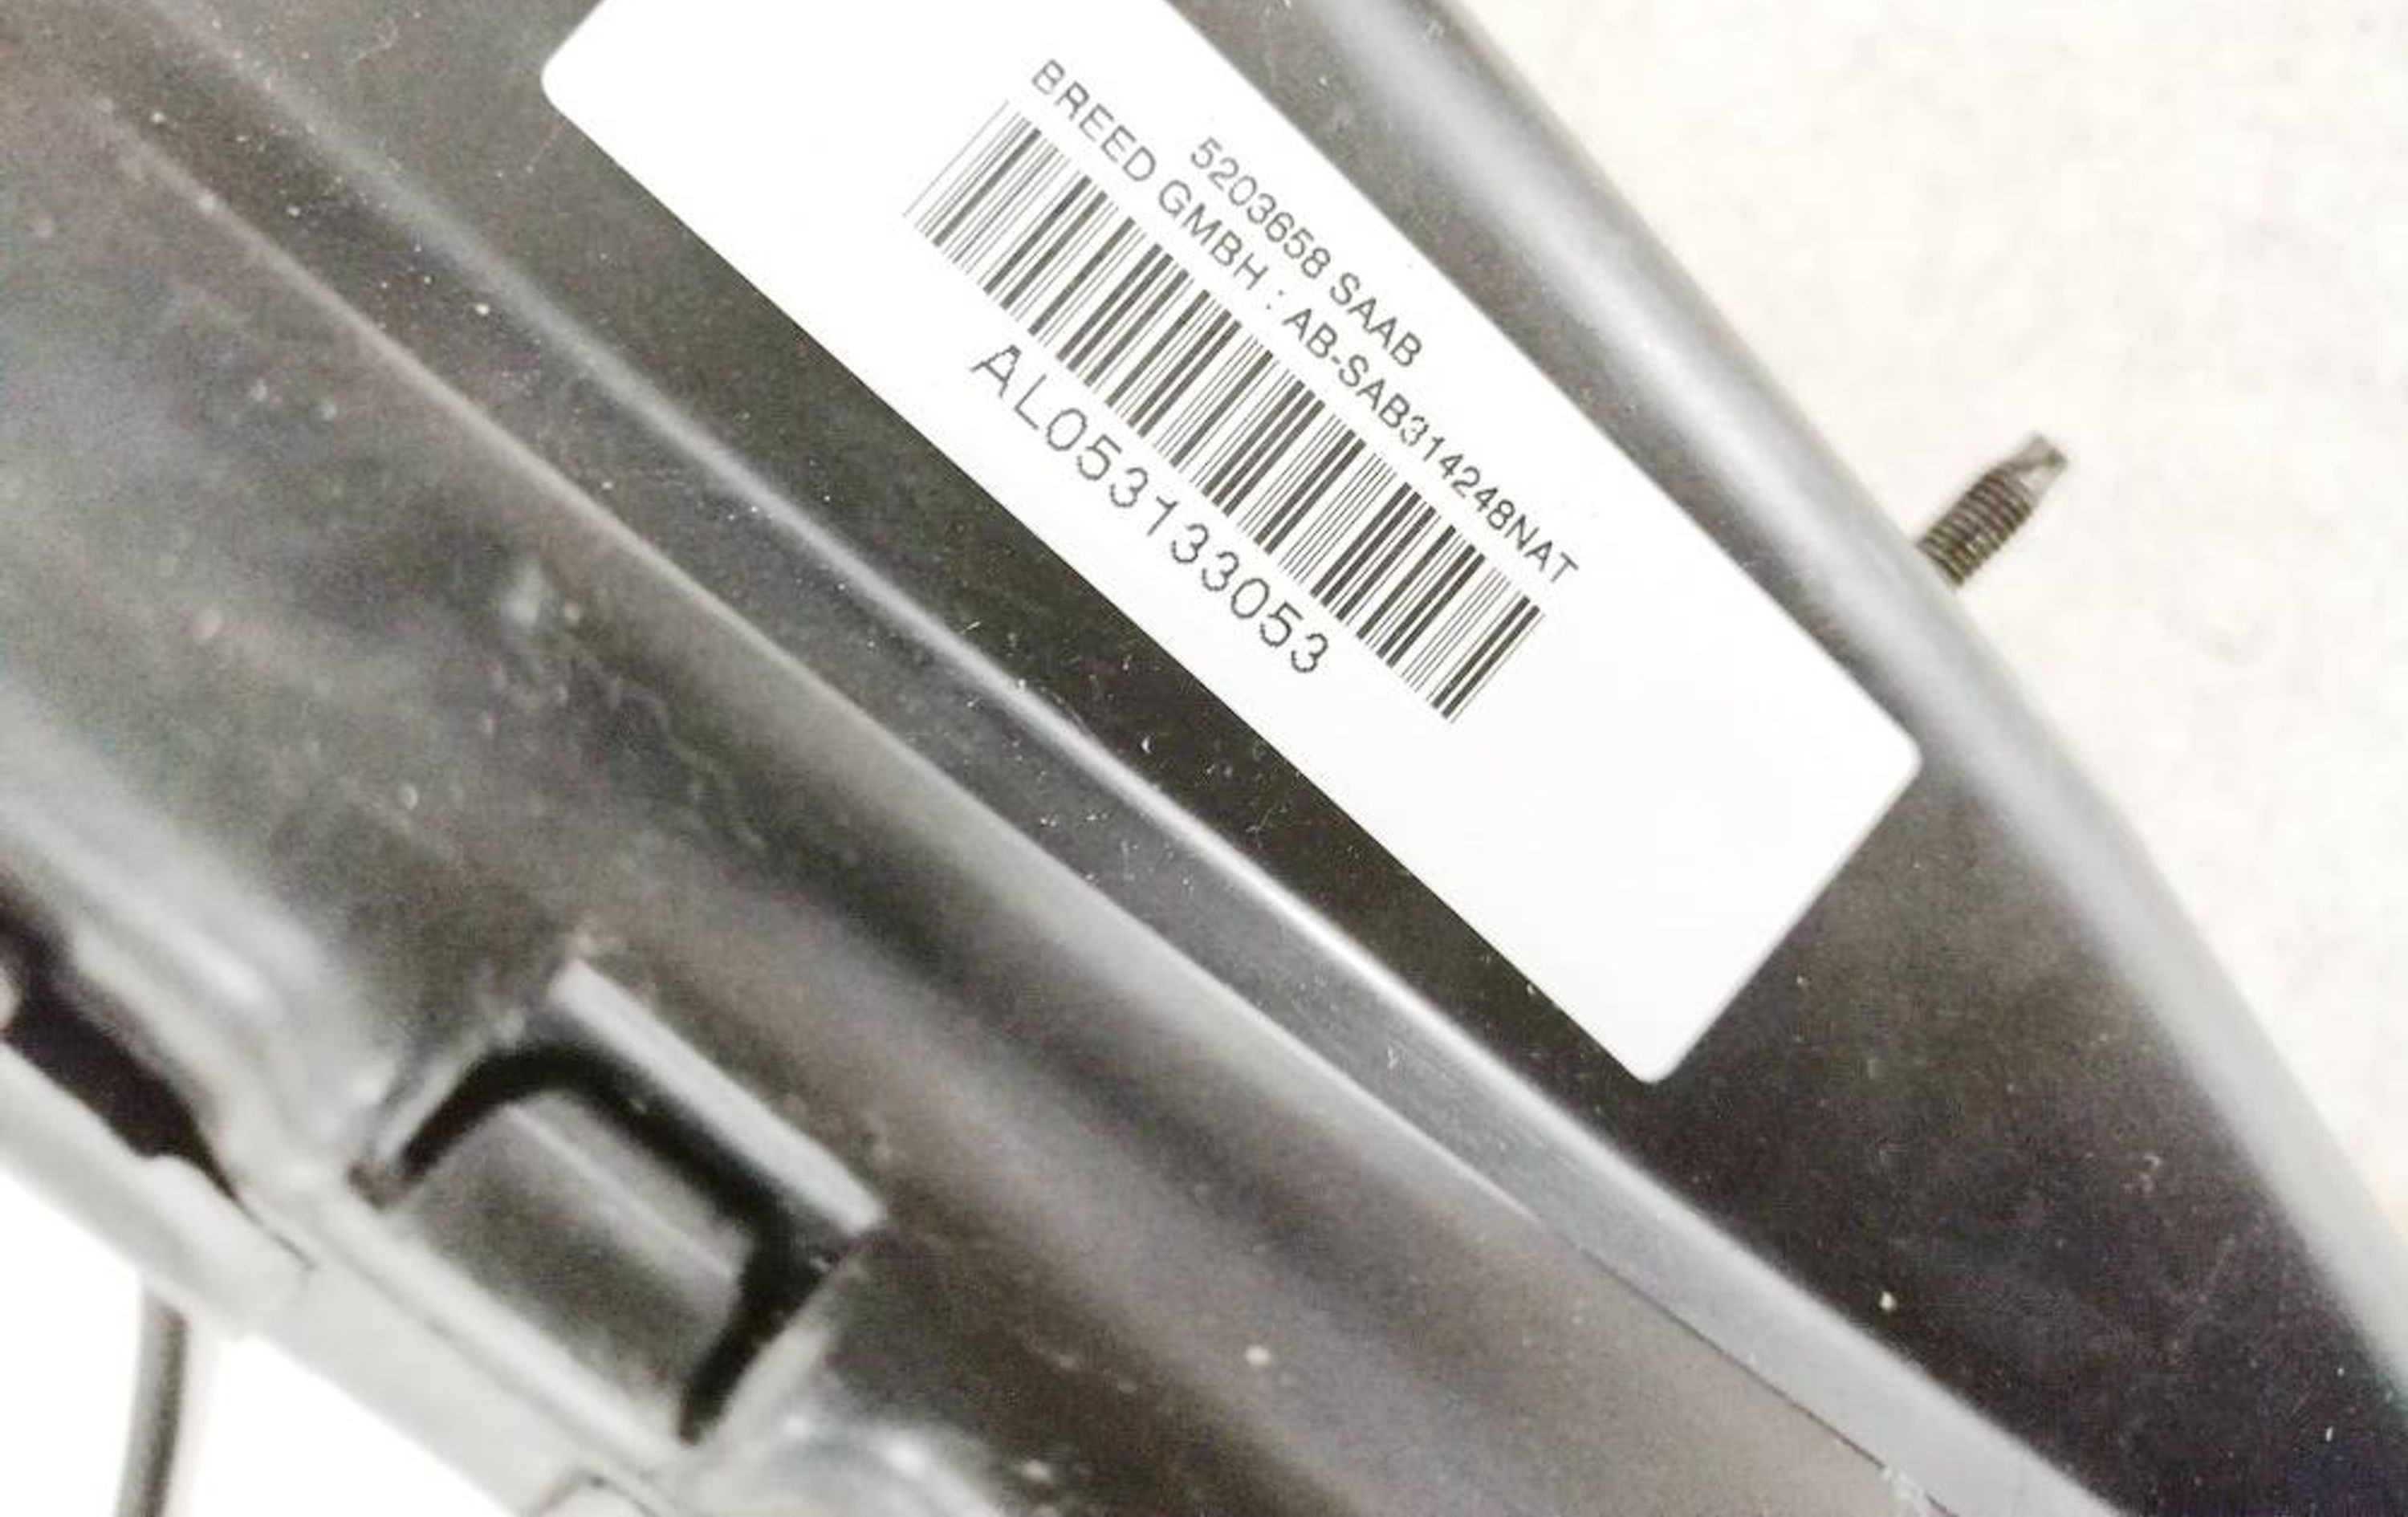 5203658 SAAB
BREED GMBH : AB-SAB314248NAT
AL053133053